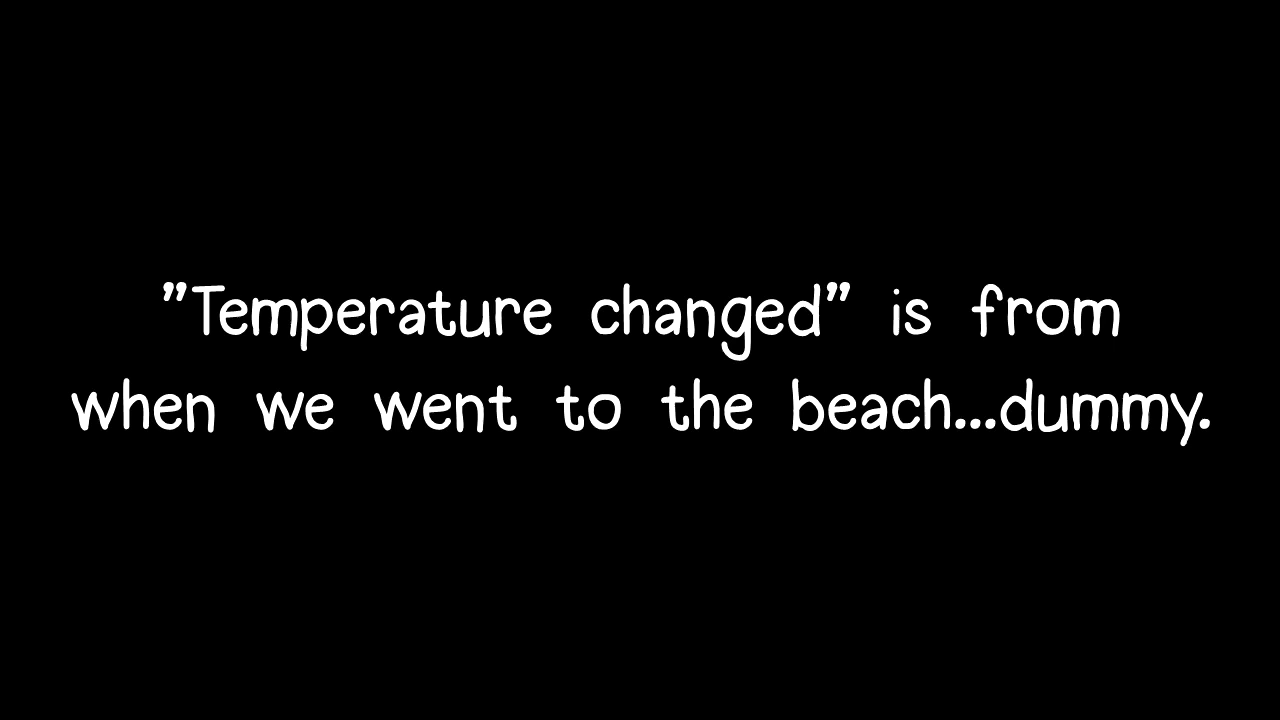 ”Temperature changed” is from
when we went to the beach...dummy.